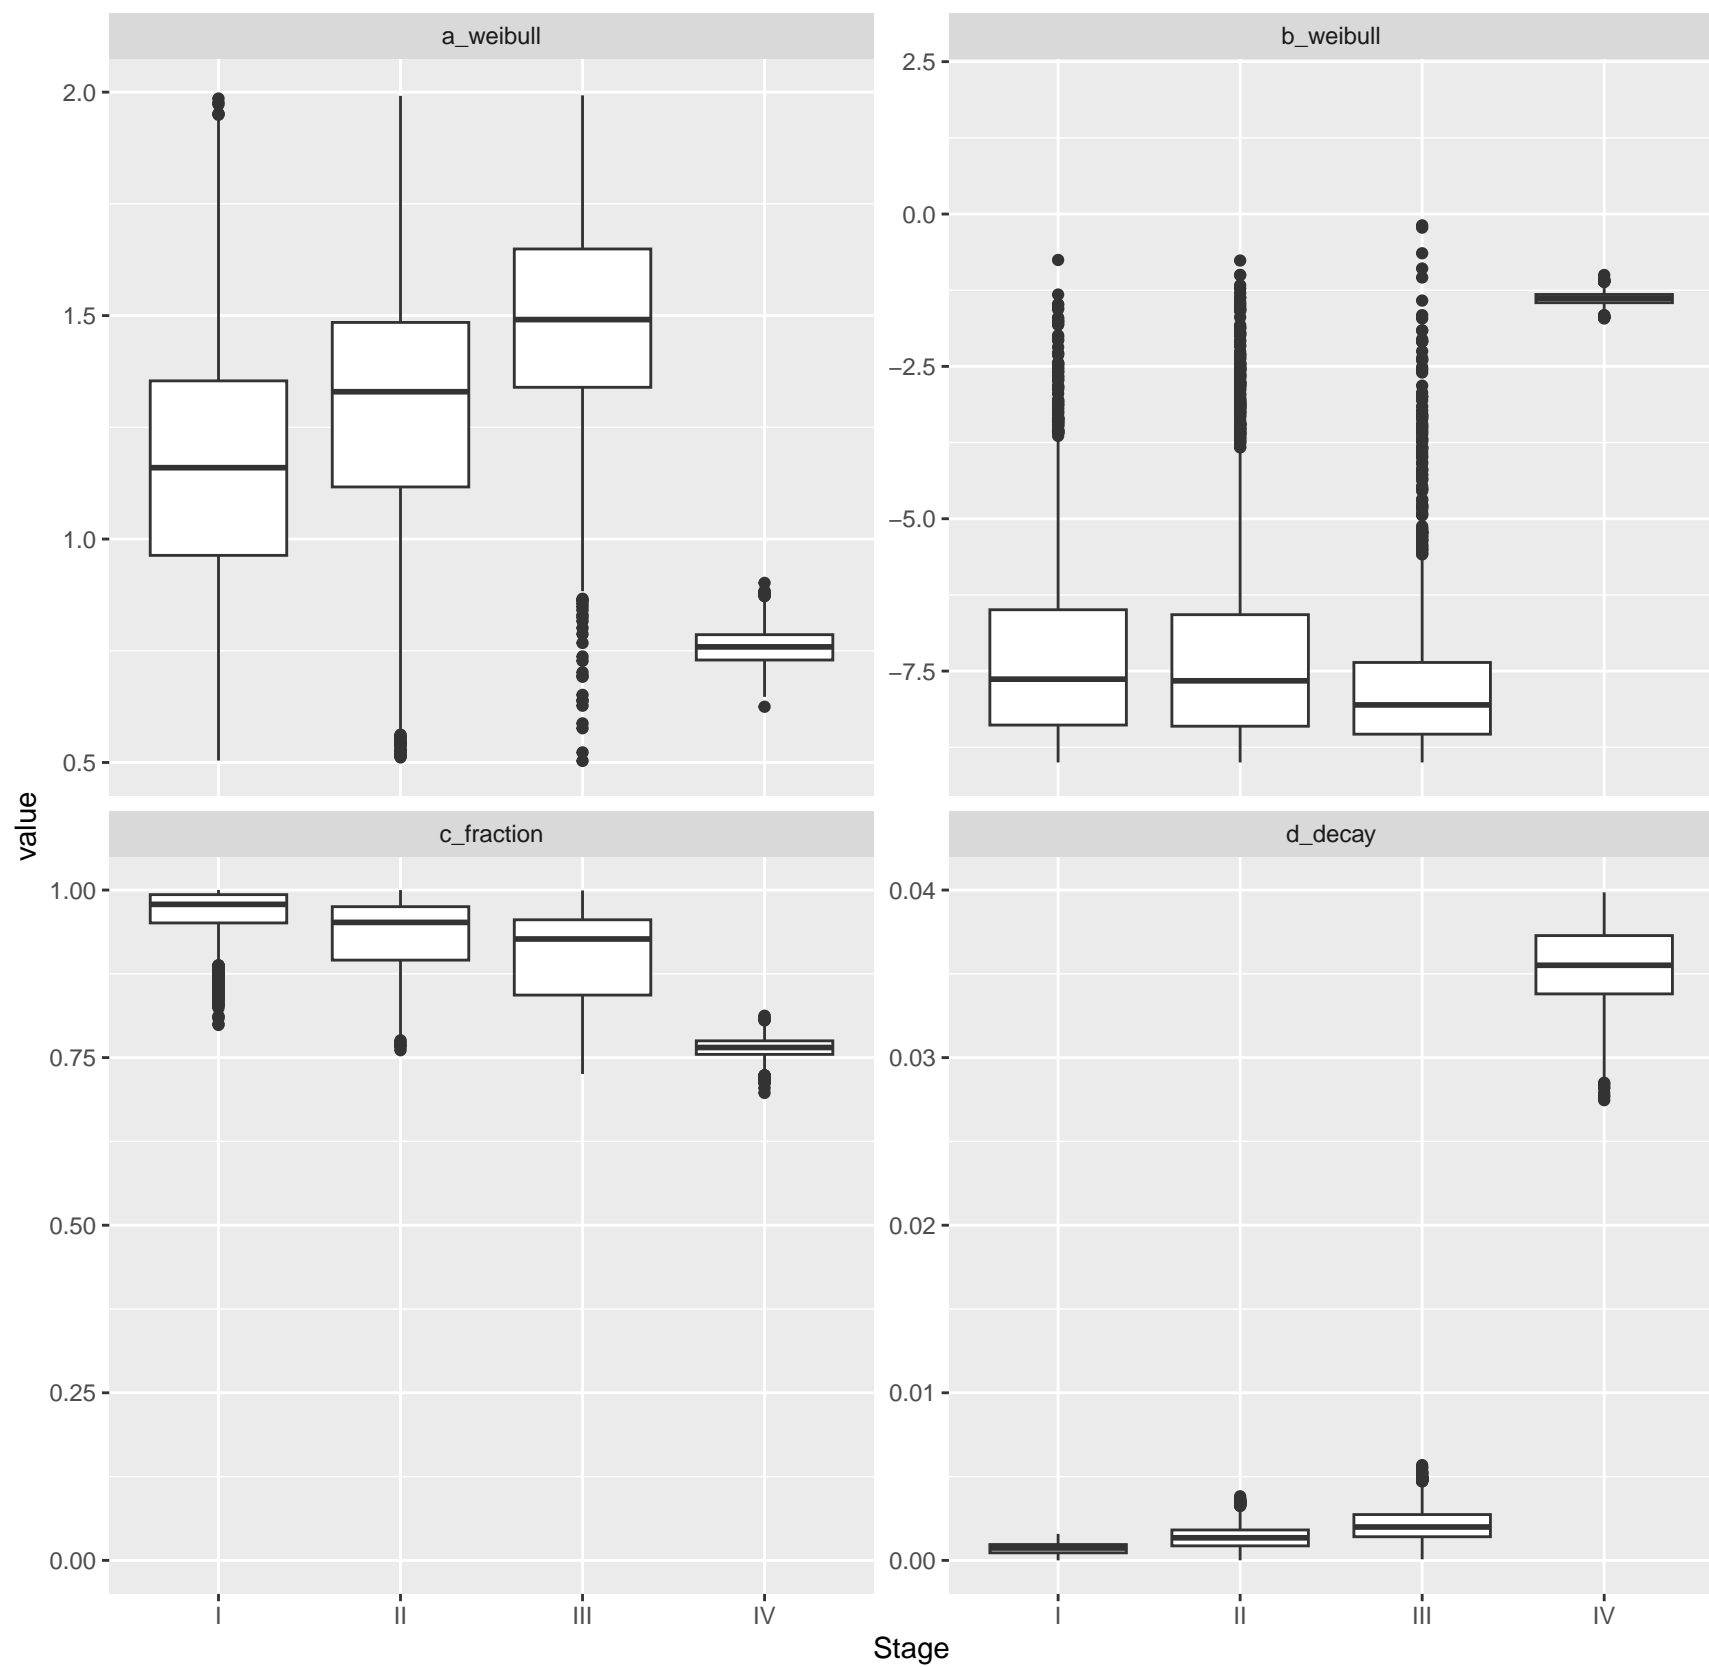 a_weibull
b_weibull
2.0
1.5
1.0
0.5
2.5
0.0
−2.5
−5.0
−7.5
value
c_fraction
d_decay
1.00
0.75
0.50
0.25
0.00
0.04
0.03
0.02
0.01
0.00
I II III IV
I II III IV
Stage